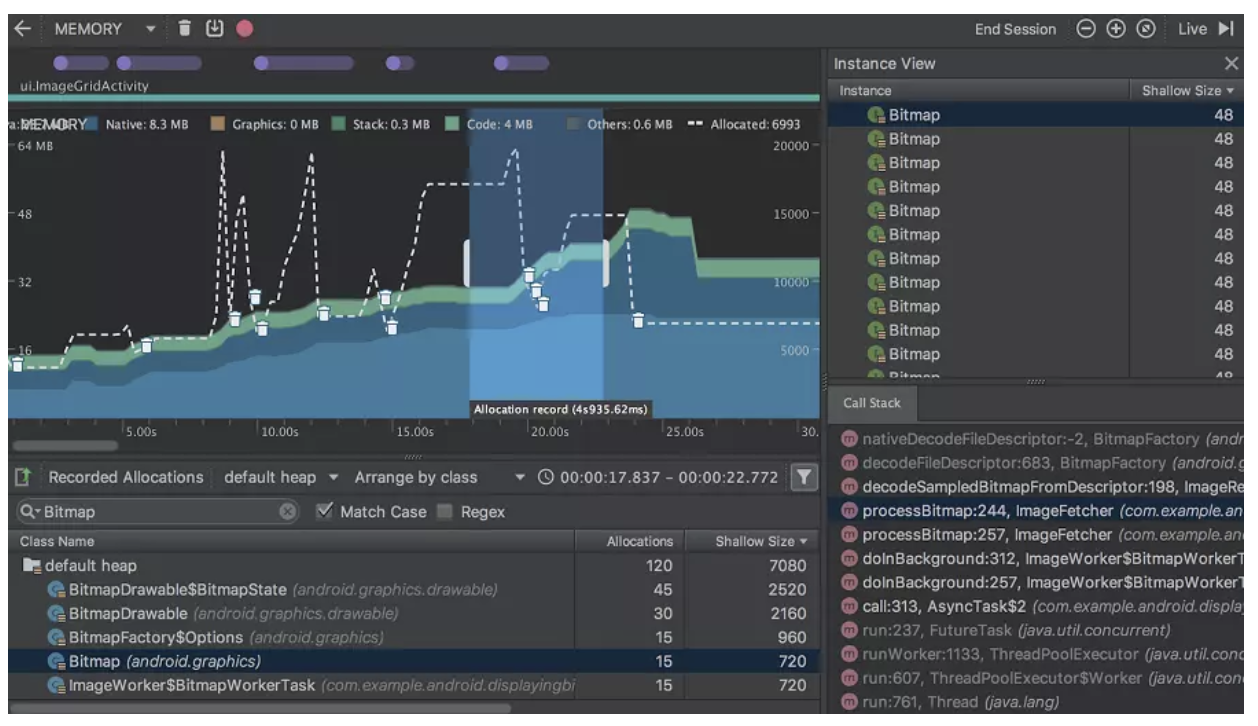 MEMORY End Session Live
ui.ImageGridActivity
MEMORY Native: 8.3 MB Graphics: 0 MB Stack: 0.3 MB Code: 4 MB Others: 0.6 MB Allocated: 6993
64 MB 20000
48 15000
32 10000
16 5000
Allocation record (4s935.62ms)
5.00s 10.00s 15.00s 20.00s 25.00s 30.
Recorded Allocations default heap Arrange by class 00:00:17.837 - 00:00:22.772
Bitmap Match Case Regex
Class Name Allocations Shallow Size
default heap 120 7080
BitmapDrawable$BitmapState (android.graphics.drawable) 45 2520
BitmapDrawable (android.graphics.drawable) 30 2160
BitmapFactory$Options (android.graphics) 15 960
Bitmap (android.graphics) 15 720
ImageWorker$BitmapWorkerTask (com.example.android.displayingbi 15 720
Instance View
Instance Shallow Size
Bitmap 48
Bitmap 48
Bitmap 48
Bitmap 48
Bitmap 48
Bitmap 48
Bitmap 48
Bitmap 48
Bitmap 48
Bitmap 48
Bitmap 48
Bitmap 48
Call Stack
nativeDecodeFileDescriptor:-2, BitmapFactory (andr
decodeFileDescriptor:683, BitmapFactory (android.g
decodeSampledBitmapFromDescriptor:198, ImageRe
processBitmap:244, ImageFetcher (com.example.an
processBitmap:257, ImageFetcher (com.example.an
doInBackground:312, ImageWorker$BitmapWorkerT
doInBackground:257, ImageWorker$BitmapWorkerT
call:313, AsyncTask$2 (com.example.android.display
run:237, FutureTask (java.util.concurrent)
runWorker:1133, ThreadPoolExecutor (java.util.conc
run:607, ThreadPoolExecutor$Worker (java.util.con
run:761, Thread (java.lang)